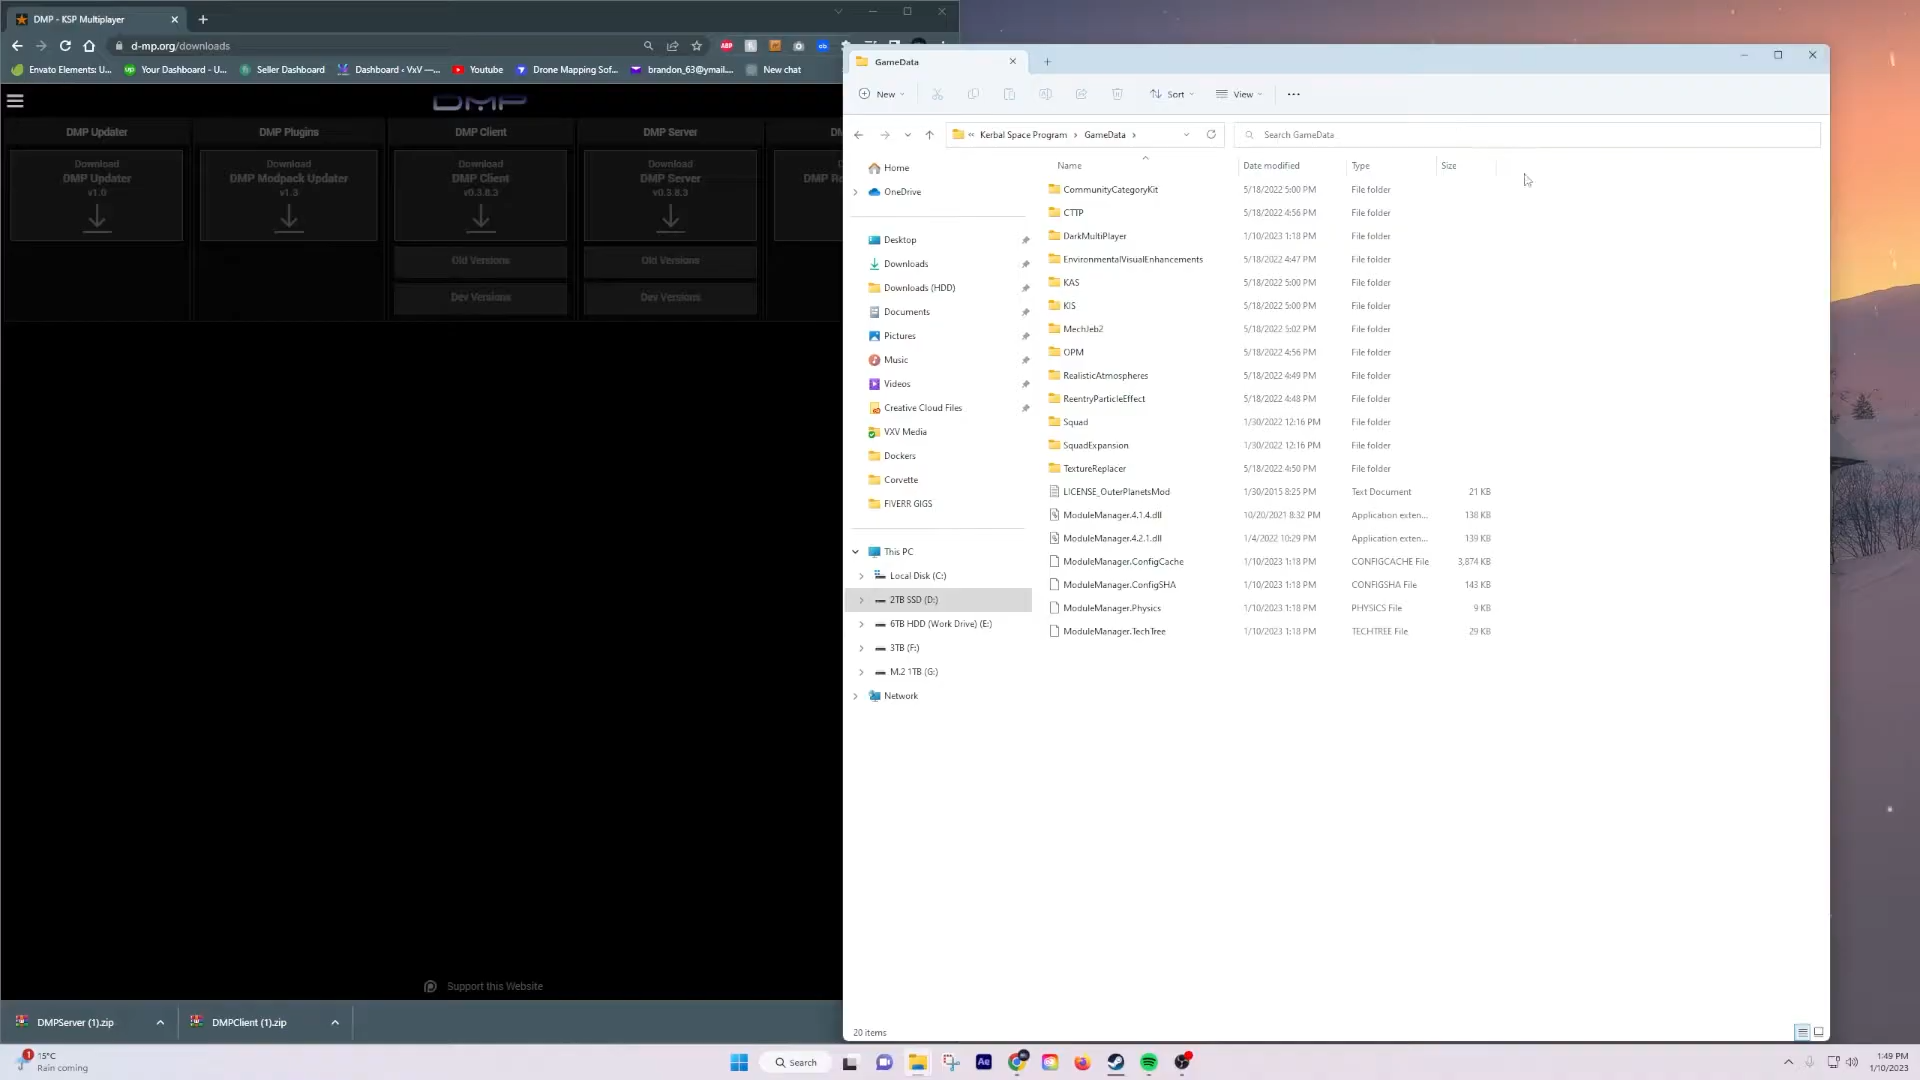 DMP - KSP Multiplayer
d-mp.org/downloads
Envato Elements: U... Your Dashboard - U... Seller Dashboard Dashboard ‹ VxV —... Youtube Drone Mapping Sof... brandon_63@ymail.... New chat
DMP
DMP Updater DMP Plugins DMP Client DMP Server
Download Download Download Download
DMP Updater DMP Modpack Updater DMP Client DMP Server
v1.0 v1.3 v0.3.8.3 v0.3.8.3
Old Versions Old Versions
Dev Versions Dev Versions
Support this Website
DMPServer (1).zip DMPClient (1).zip
GameData
New Sort View
Kerbal Space Program GameData Search GameData
Home
OneDrive
Desktop
Downloads
Downloads (HDD)
Documents
Pictures
Music
Videos
Creative Cloud Files
VXV Media
Dockers
Corvette
FIVERR GIGS
This PC
Local Disk (C:)
2TB SSD (D:)
6TB HDD (Work Drive) (E:)
3TB (F:)
M.2 1TB (G:)
Network
Name Date modified Type Size
CommunityCategoryKit 5/18/2022 5:00 PM File folder
CTTP 5/18/2022 4:56 PM File folder
DarkMultiPlayer 1/10/2023 1:18 PM File folder
EnvironmentalVisualEnhancements 5/18/2022 4:47 PM File folder
KAS 5/18/2022 5:00 PM File folder
KIS 5/18/2022 5:00 PM File folder
MechJeb2 5/18/2022 5:02 PM File folder
OPM 5/18/2022 4:56 PM File folder
RealisticAtmospheres 5/18/2022 4:49 PM File folder
ReentryParticleEffect 5/18/2022 4:48 PM File folder
Squad 1/30/2022 12:16 PM File folder
SquadExpansion 1/30/2022 12:16 PM File folder
TextureReplacer 5/18/2022 4:50 PM File folder
LICENSE_OuterPlanetsMod 1/30/2015 8:25 PM Text Document 21 KB
ModuleManager.4.1.4.dll 10/20/2021 8:32 PM Application exten... 138 KB
ModuleManager.4.2.1.dll 1/4/2022 10:29 PM Application exten... 139 KB
ModuleManager.ConfigCache 1/10/2023 1:18 PM CONFIGCACHE File 3,874 KB
ModuleManager.ConfigSHA 1/10/2023 1:18 PM CONFIGSHA File 143 KB
ModuleManager.Physics 1/10/2023 1:18 PM PHYSICS File 9 KB
ModuleManager.TechTree 1/10/2023 1:18 PM TECHTREE File 29 KB
20 items
1
15°C
Rain coming
Search
Ae
1:49 PM
1/10/2023